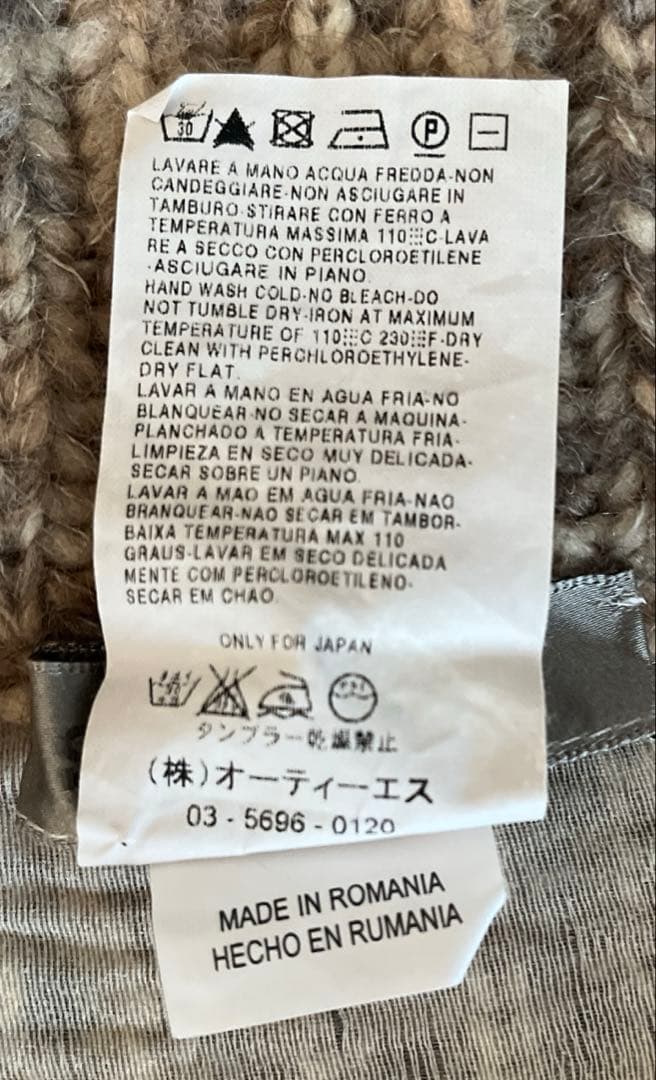 30
P
LAVARE A MANO ACQUA FREDDA-NON
CANDEGGIARE-NON ASCIUGARE IN
TAMBURO-STIRARE CON FERRO A
TEMPERATURA MASSIMA 110 C-LAVA
RE A SECCO CON PERCLOROETILENE
-ASCIUGARE IN PIANO.
HAND WASH COLD-NO BLEACH-DO
NOT TUMBLE DRY-IRON AT MAXIMUM
TEMPERATURE OF 110 C 230 F-DRY
CLEAN WITH PERCHLOROETHYLENE-
DRY FLAT.
LAVAR A MANO EN AGUA FRIA-NO
BLANQUEAR-NO SECAR A MAQUINA-
PLANCHADO A TEMPERATURA FRIA-
LIMPIEZA EN SECO MUY DELICADA-
SECAR SOBRE UN PIANO.
LAVAR A MAO EM AGUA FRIA-NAO
BRANQUEAR-NAO SECAR EM TAMBOR-
BAIXA TEMPERATURA MAX 110
GRAUS-LAVAR EM SECO DELICADA
MENTE COM PERCLOROETILENO-
SECAR EM CHAO.
ONLY FOR JAPAN
タンブラー乾燥禁止
(株)オーティーエス
03-5696-0120
MADE IN ROMANIA
HECHO EN RUMANIA